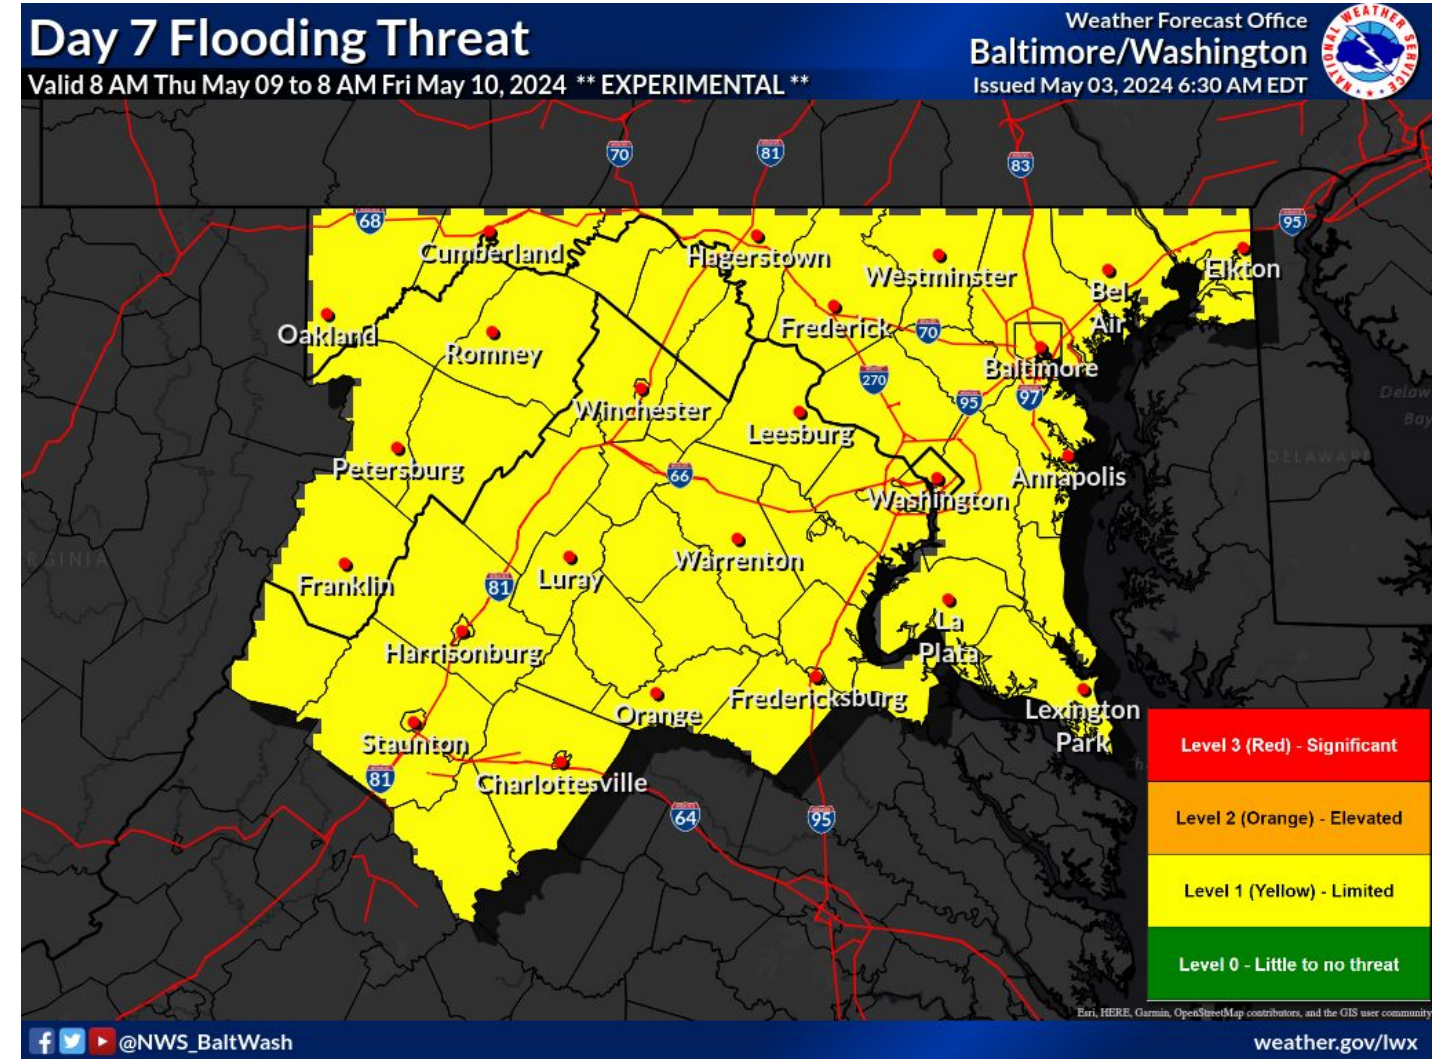 Day 7 Flooding Threat
Valid 8 AM Thu May 09 to 8 AM Fri May 10, 2024 ** EXPERIMENTAL **
Weather Forecast Office
Baltimore/Washington
Issued May 03, 2024 6:30 AM EDT
NATIONAL WEATHER SERVICE
70
81
83
68
95
Cumberland
Hagerstown
Westminster
Elkton
Bel
Air
Oakland
Romney
Frederick
70
Baltimore
270
95
97
Winchester
Leesburg
Delaw
Bay
Petersburg
66
Washington
Annapolis
DELAWARE
RGINIA
Franklin
81
Luray
Warrenton
La
Plata
Harrisonburg
Orange
Fredericksburg
Lexington
Park
Staunton
81
Charlottesville
64
95
Level 3 (Red) - Significant
Level 2 (Orange) - Elevated
Level 1 (Yellow) - Limited
Level 0 - Little to no threat
Esri, HERE, Garmin, OpenStreetMap contributors, and the GIS user community
@NWS_BaltWash
weather.gov/lwx